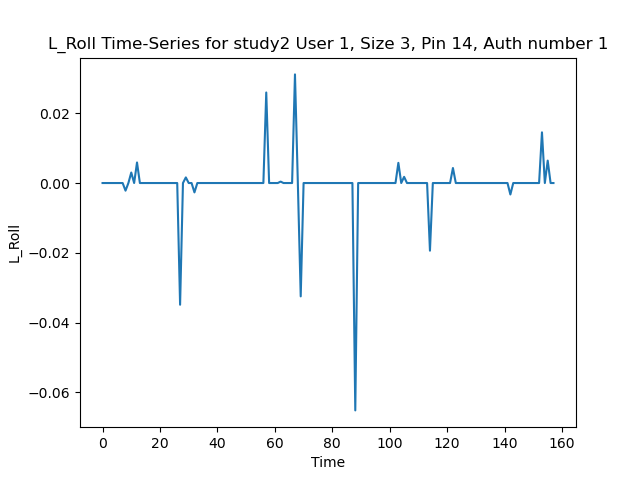 L_Roll Time-Series for study2 User 1, Size 3, Pin 14, Auth number 1
0.02
0.00
−0.02
−0.04
−0.06
L_Roll
0 20 40 60 80 100 120 140 160
Time